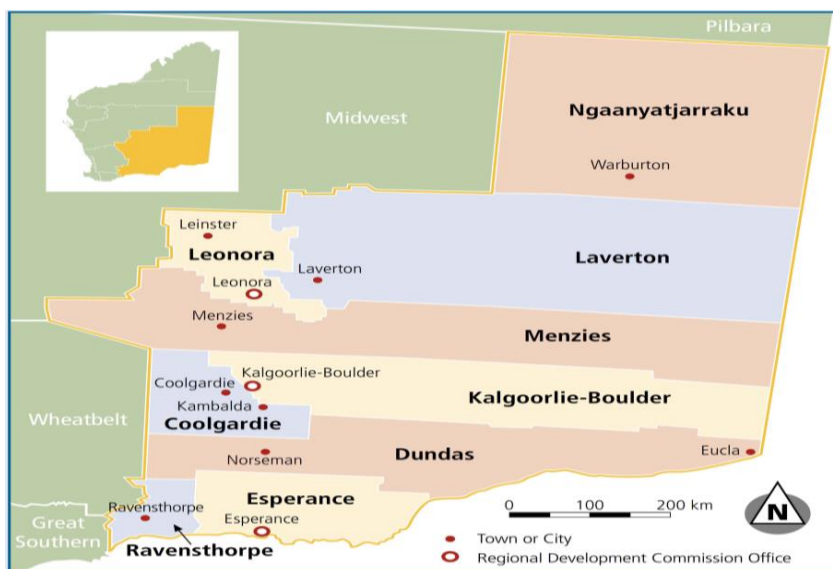 Pilbara
Ngaanyatjarraku
Midwest
Warburton
Leinster
Leonora
Laverton
Laverton
Leonora
Menzies
Menzies
Kalgoorlie-Boulder
Coolgardie
Kalgoorlie-Boulder
Kambalda
Wheatbelt
Coolgardie
Dundas
Eucla
Norseman
Esperance
Ravensthorpe
Esperance
Great
Southern
Ravensthorpe
0 100 200 km
N
Town or City
Regional Development Commission Office